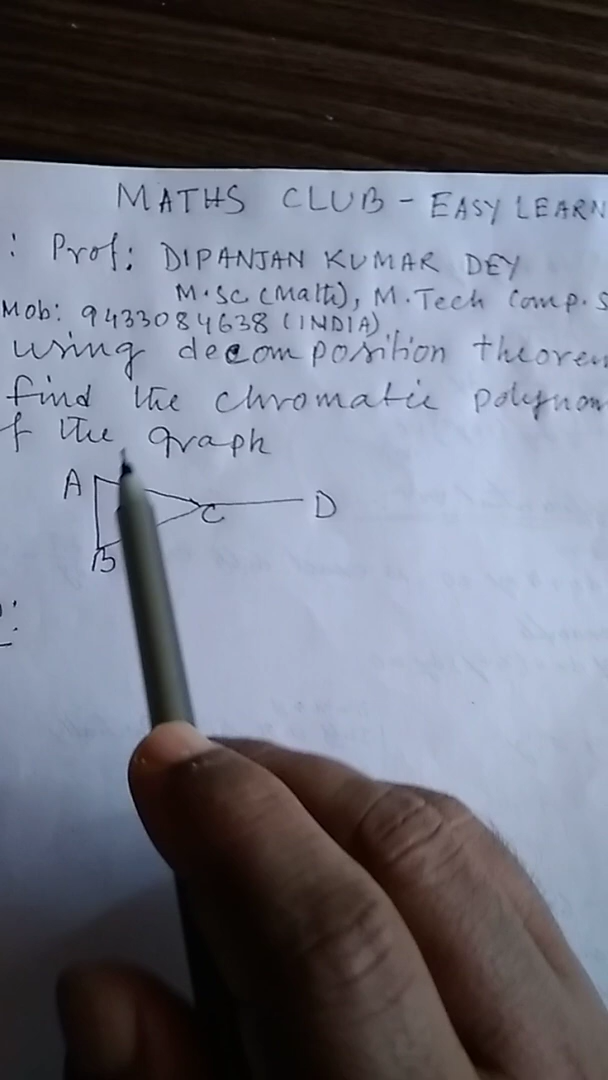 MATHS CLUB - EASY LEARN
: Prof: DIPANJAN KUMAR DEY
M.Sc (Math), M.Tech Comp. S
Mob: 9433084638 (INDIA)
using decomposition theorem
find the chromatic polynom
f the graph
A
C D
B
: